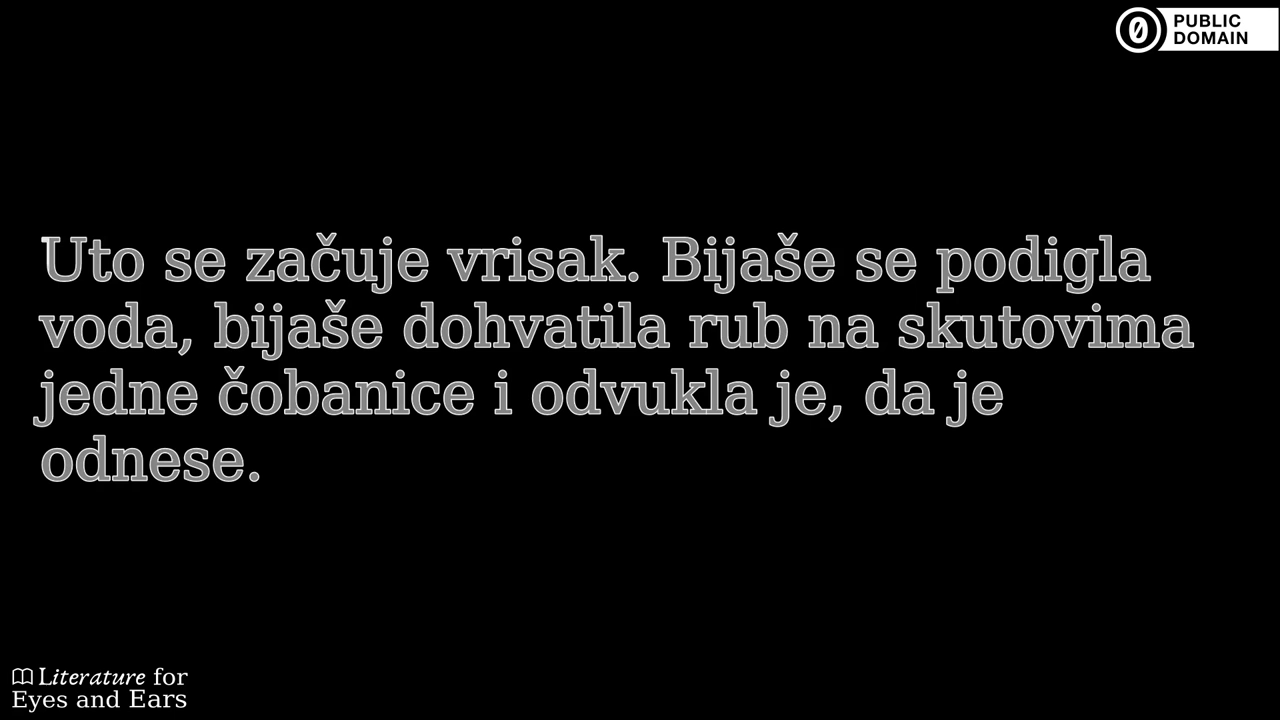 PUBLIC
DOMAIN
Uto se začuje vrisak. Bijaše se podigla
voda, bijaše dohvatila rub na skutovima
jedne čobanice i odvukla je, da je
odnese.
Literature for
Eyes and Ears